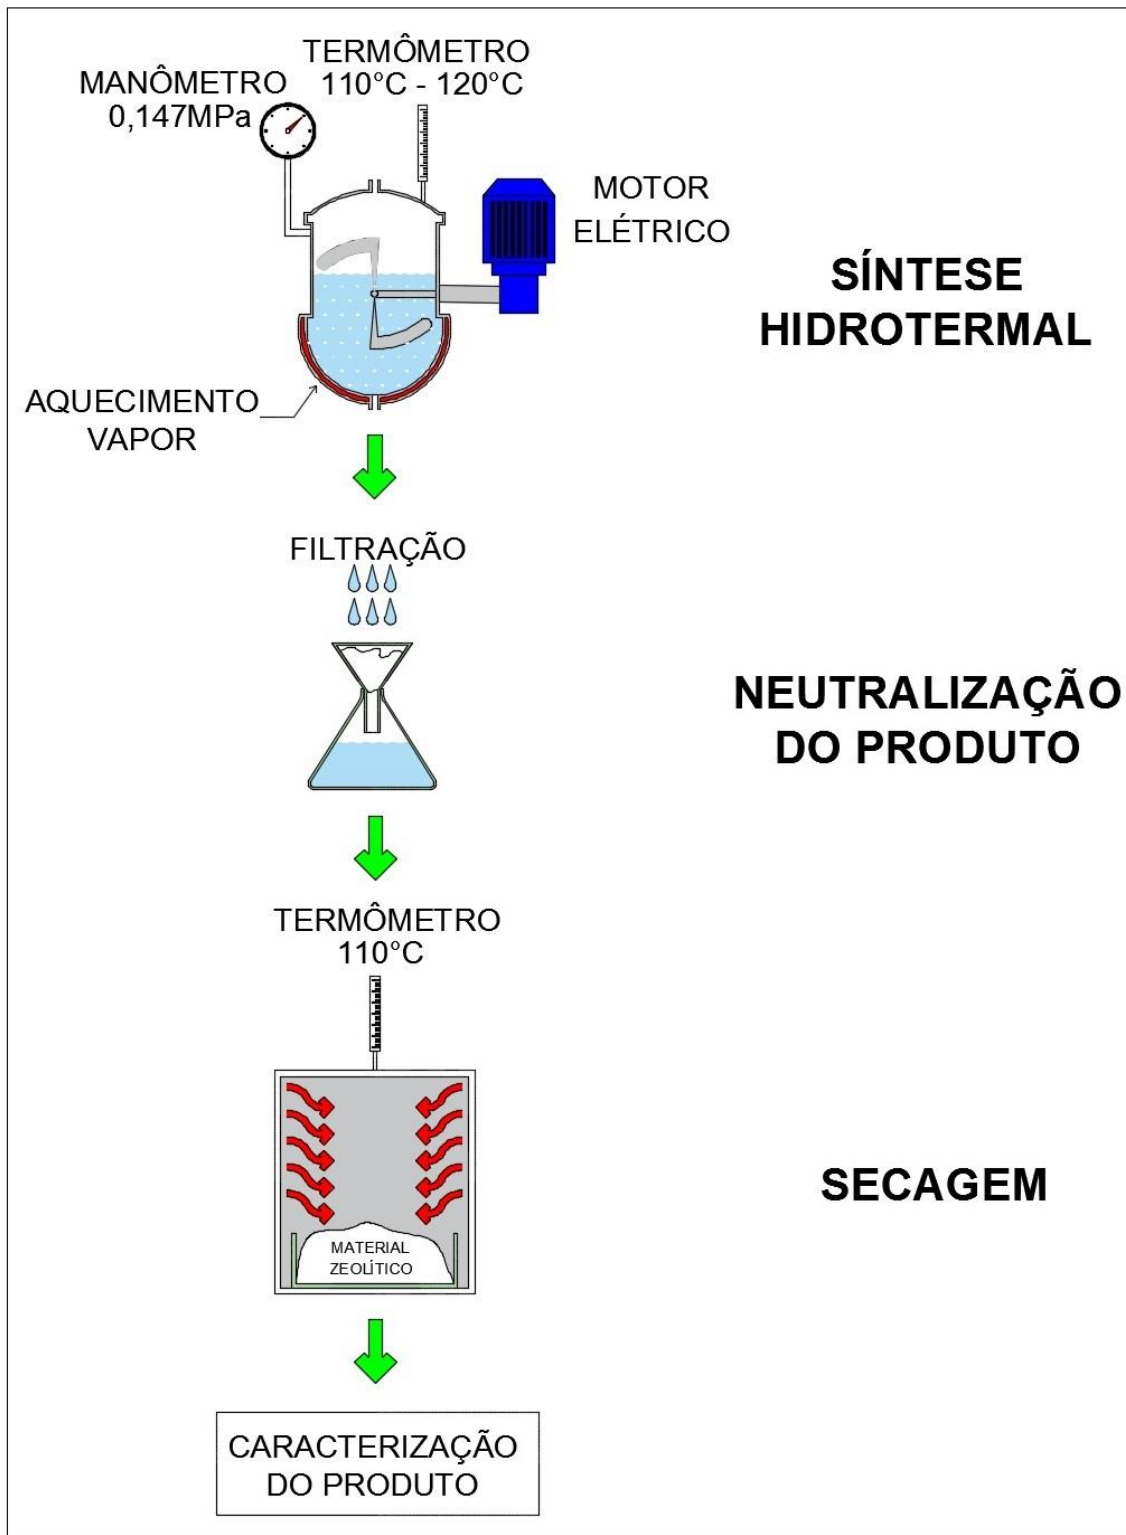 TERMÔMETRO
110°C - 120°C
MANÔMETRO
0,147MPa
MOTOR
ELÉTRICO
SÍNTESE
HIDROTERMAL
AQUECIMENTO
VAPOR
FILTRAÇÃO
NEUTRALIZAÇÃO
DO PRODUTO
TERMÔMETRO
110°C
SECAGEM
MATERIAL
ZEOLÍTICO
CARACTERIZAÇÃO
DO PRODUTO